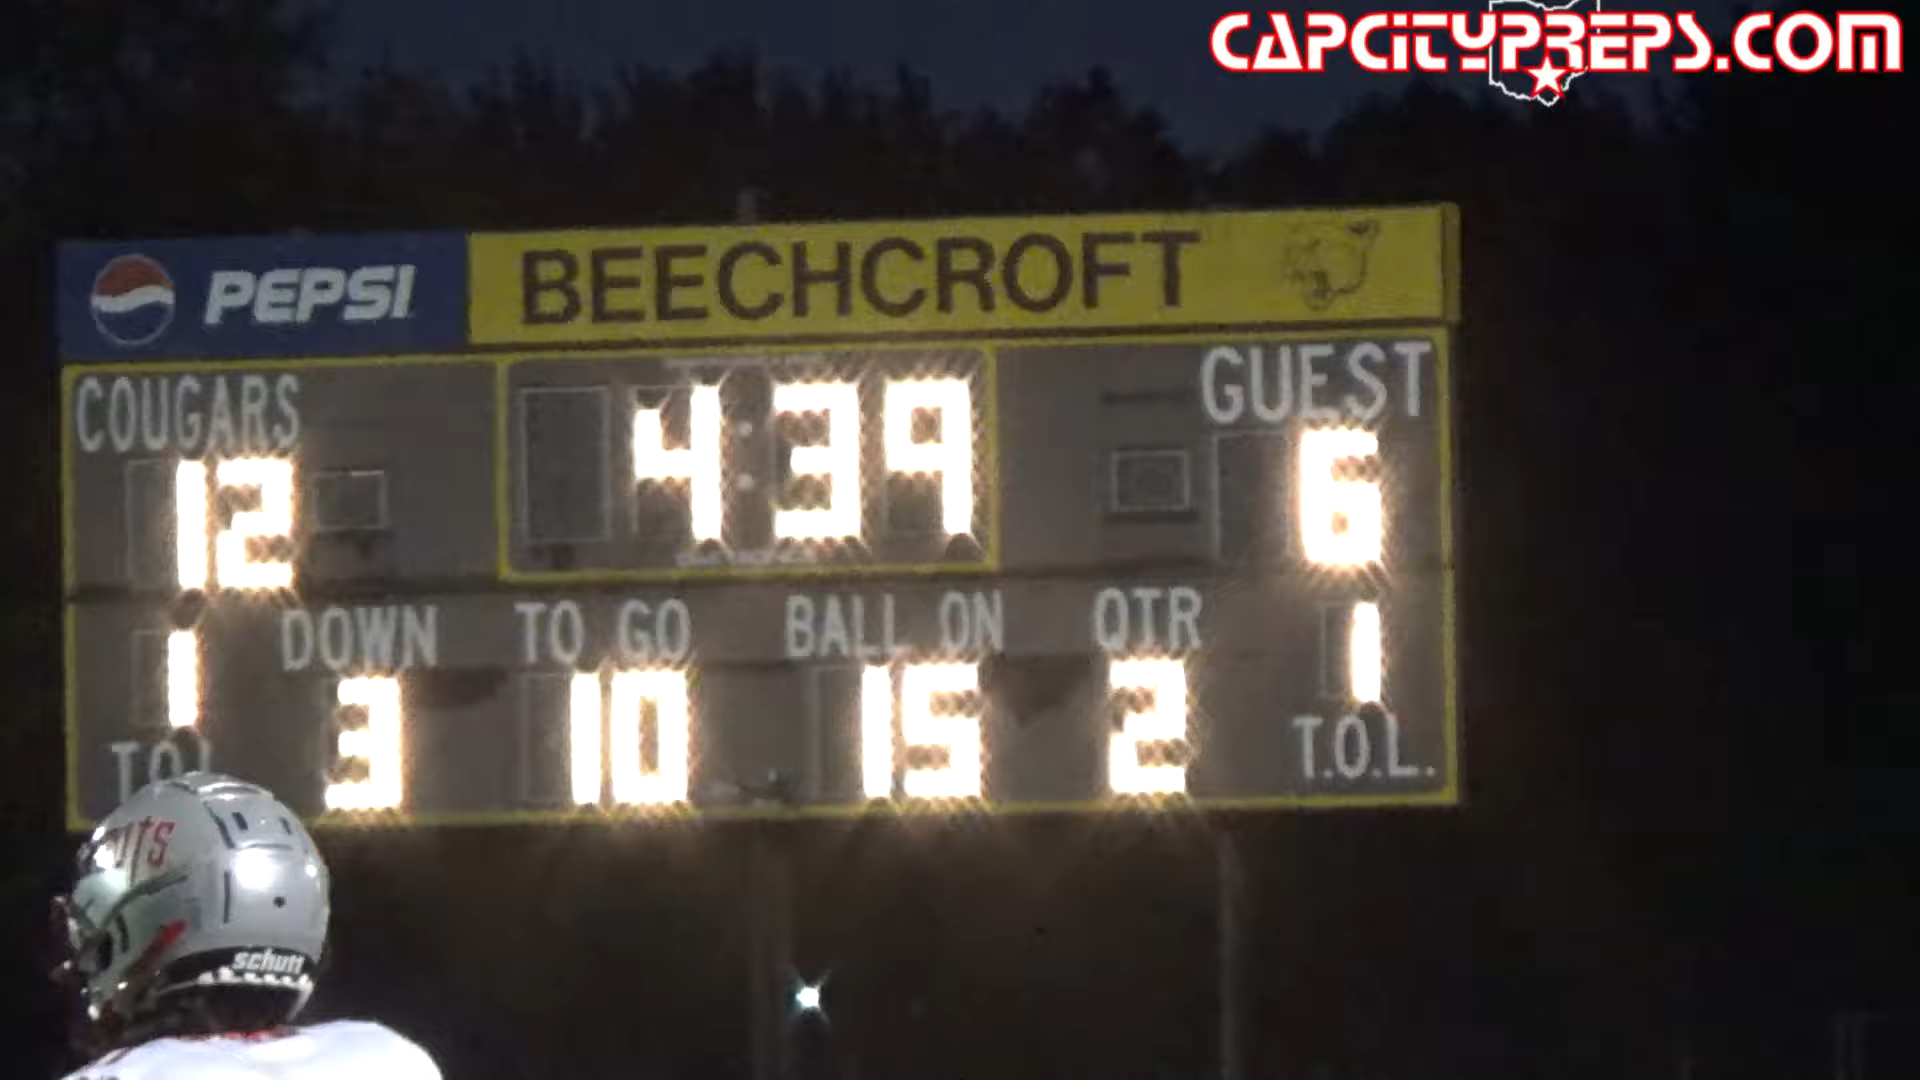 CAPCITYPREPS.COM
PEPSI BEECHCROFT
COUGARS 4:39 GUEST
12 6
DOWN TO GO BALL ON QTR
1 3 10 15 2 1
T.O.L. T.O.L.
schutt